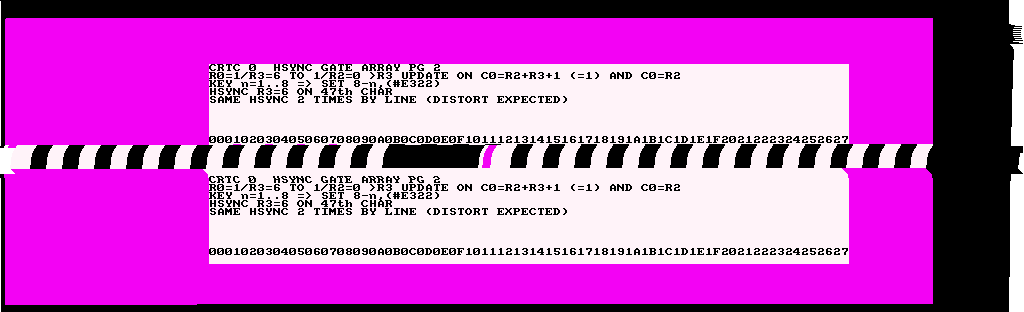 CRTC 0  HSYNC GATE ARRAY PG 2
R0=1/R3=6 TO 1/R2=0 >R3 UPDATE ON C0=R2+R3+1 (=1) AND C0=R2
KEY n=1..8 => SET 8-n,(#E322)
HSYNC R3=6 ON 47th CHAR
SAME HSYNC 2 TIMES BY LINE (DISTORT EXPECTED)
000102030405060708090A0B0C0D0E0F101112131415161718191A1B1C1D1E1F2021222324252627
CRTC 0  HSYNC GATE ARRAY PG 2
R0=1/R3=6 TO 1/R2=0 >R3 UPDATE ON C0=R2+R3+1 (=1) AND C0=R2
KEY n=1..8 => SET 8-n,(#E322)
HSYNC R3=6 ON 47th CHAR
SAME HSYNC 2 TIMES BY LINE (DISTORT EXPECTED)
000102030405060708090A0B0C0D0E0F101112131415161718191A1B1C1D1E1F2021222324252627